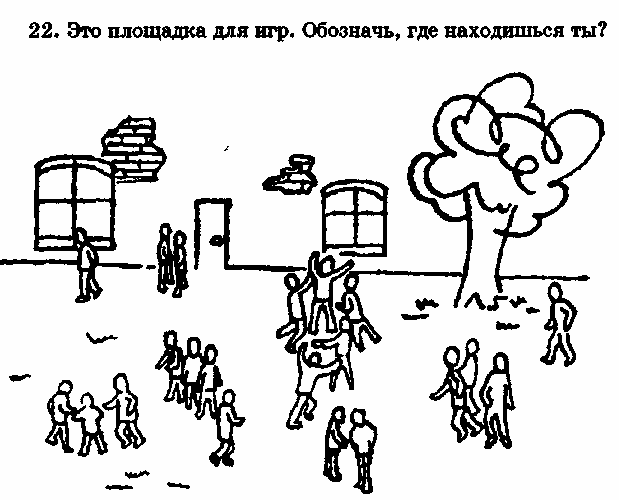 22. Это площадка для игр. Обозначь, где находишься ты?